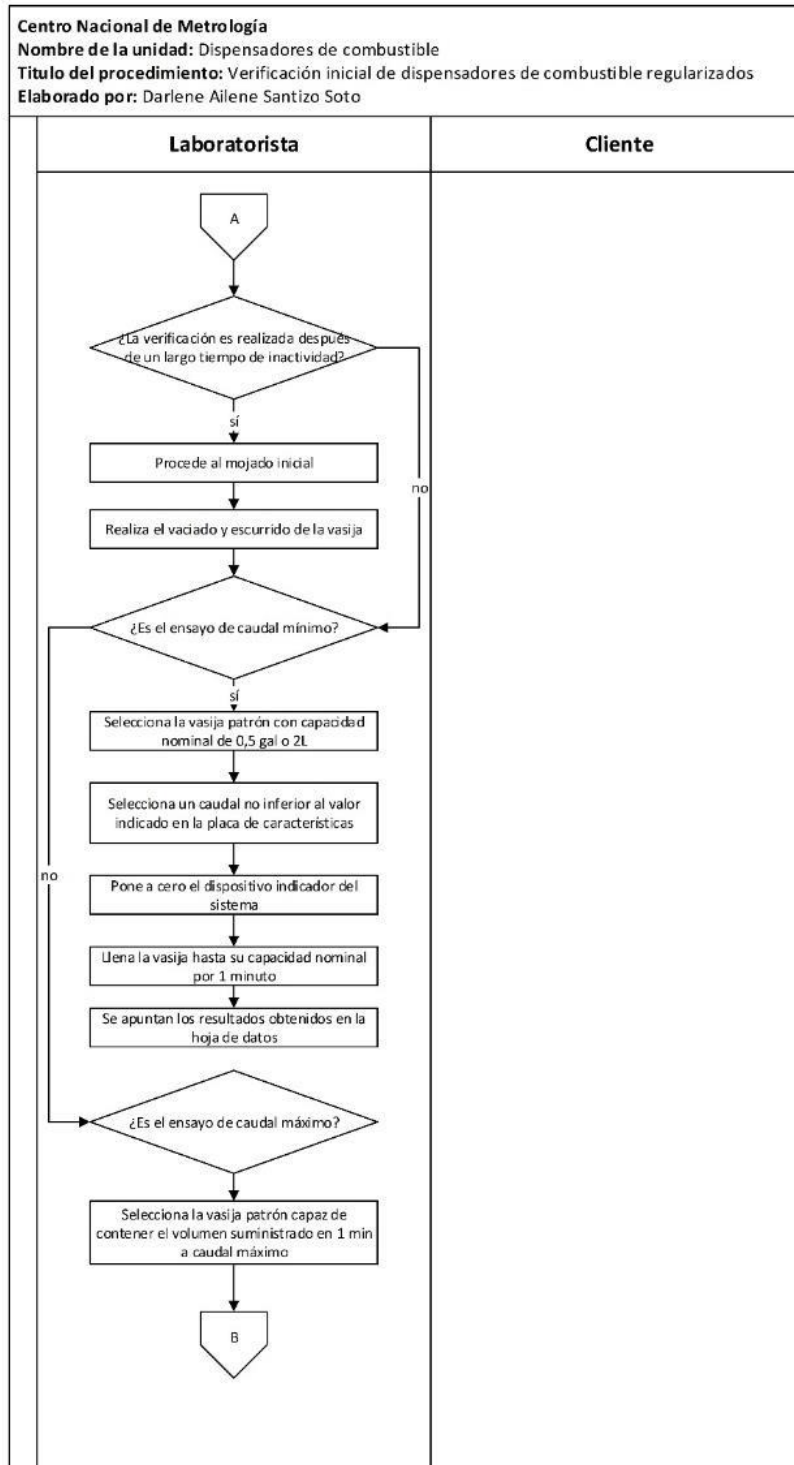 Centro Nacional de Metrología
Nombre de la unidad: Dispensadores de combustible
Titulo del procedimiento: Verificación inicial de dispensadores de combustible regularizados
Elaborado por: Darlene Ailene Santizo Soto
Laboratorista
Cliente
A
¿La verificación es realizada después
de un largo tiempo de inactividad?
sí
Procede al mojado inicial
no
Realiza el vaciado y escurrido de la vasija
¿Es el ensayo de caudal mínimo?
sí
Selecciona la vasija patrón con capacidad
nominal de 0,5 gal o 2L
Selecciona un caudal no inferior al valor
indicado en la placa de características
no
Pone a cero el dispositivo indicador del
sistema
Llena la vasija hasta su capacidad nominal
por 1 minuto
Se apuntan los resultados obtenidos en la
hoja de datos
¿Es el ensayo de caudal máximo?
Selecciona la vasija patrón capaz de
contener el volumen suministrado en 1 min
a caudal máximo
B